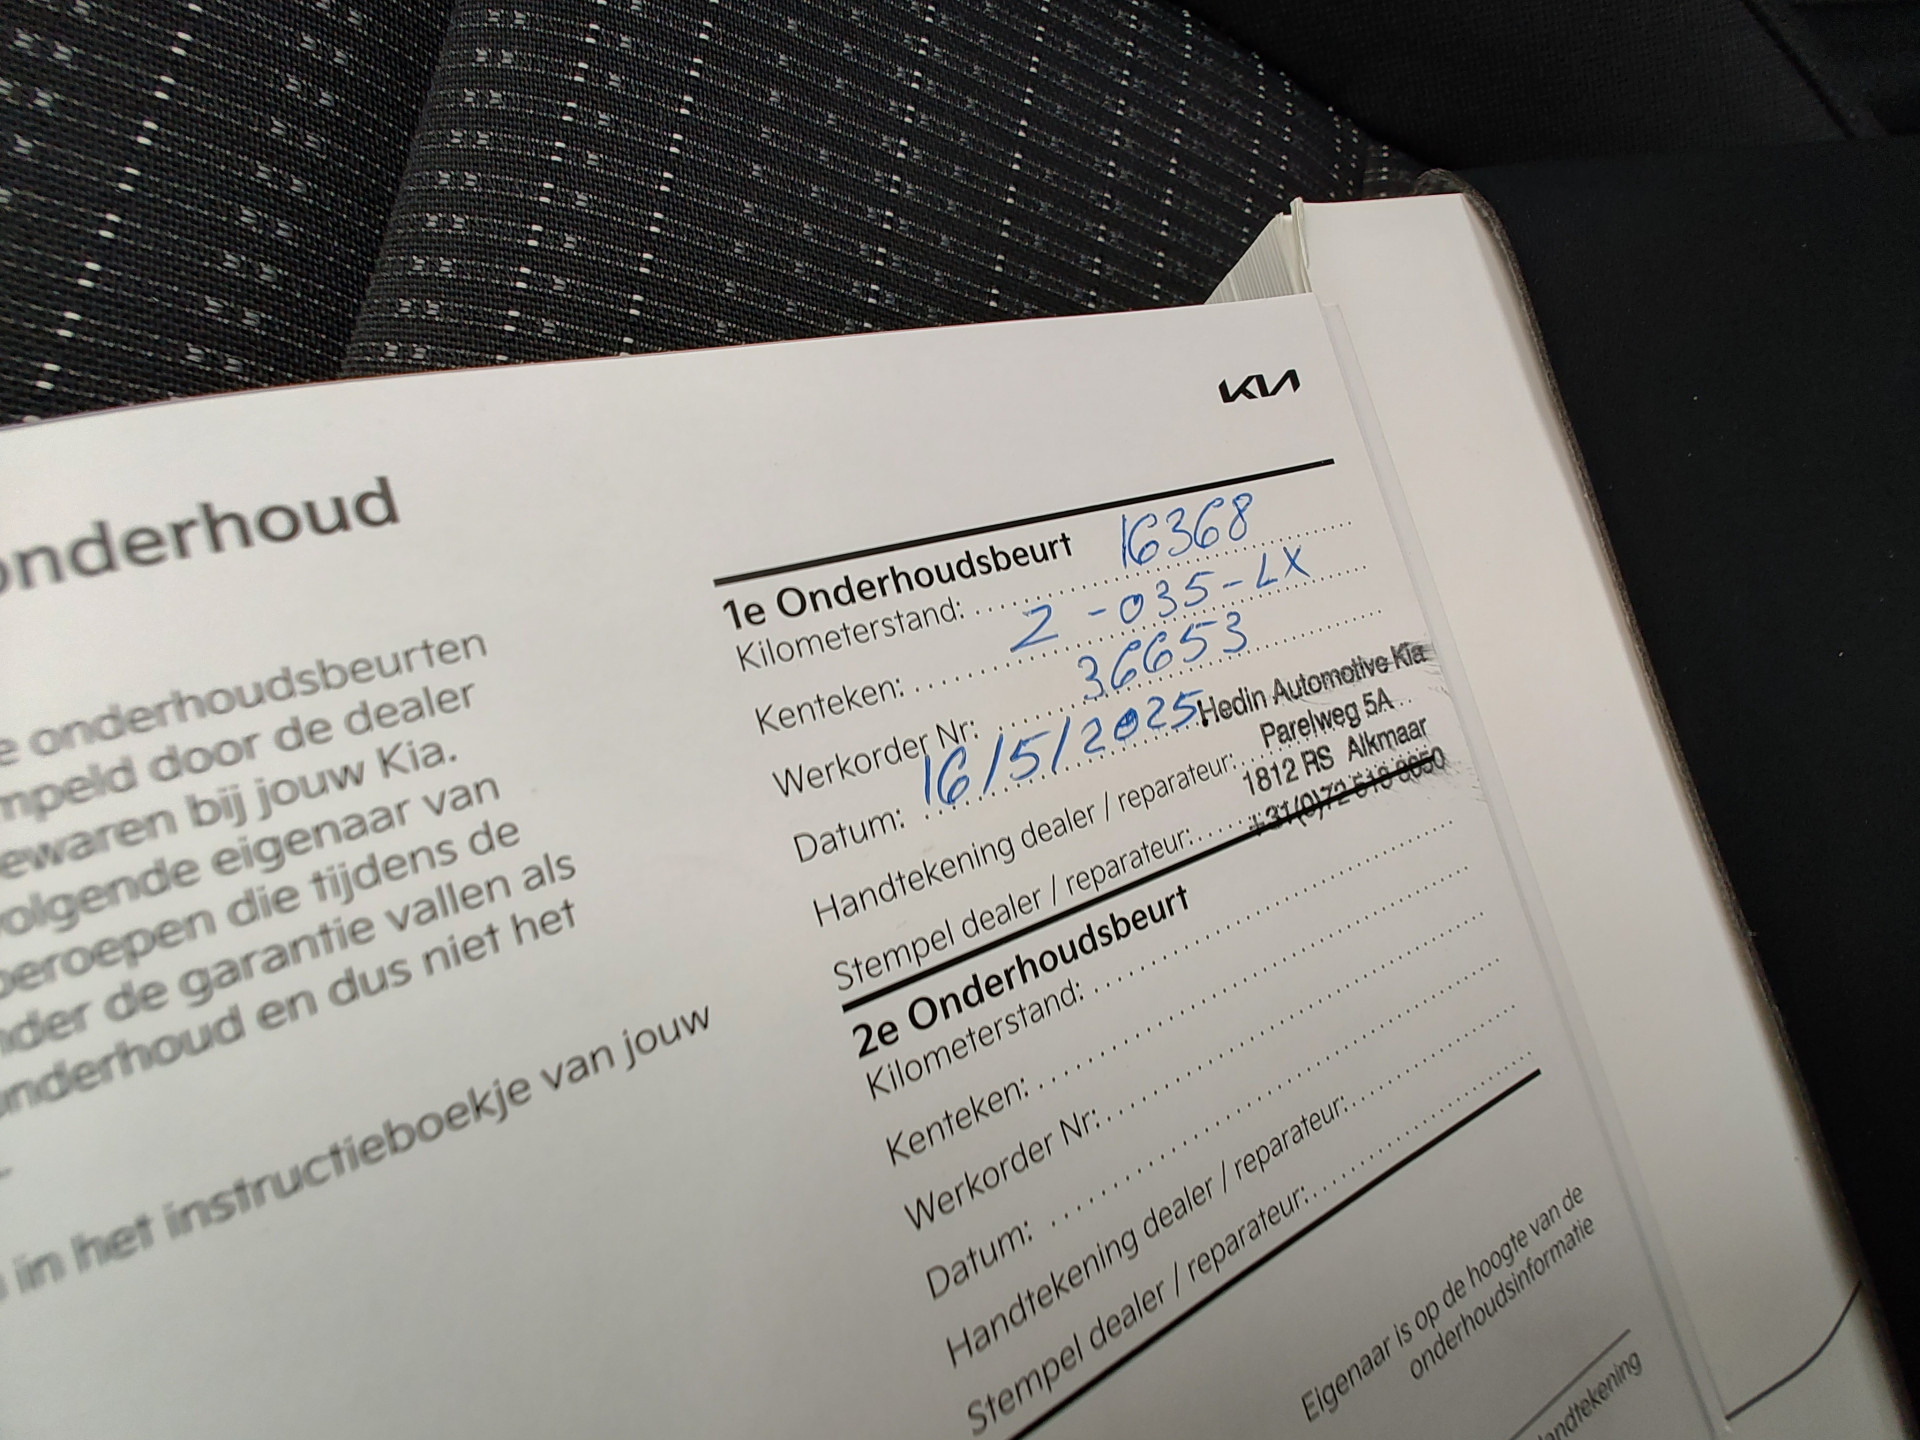 KIA
onderhoud
e onderhoudsbeurten
mpeld door de dealer
ewaren bij jouw Kia.
volgende eigenaar van
beroepen die tijdens de
nder de garantie vallen als
onderhoud en dus niet het
in het instructieboekje van jouw
1e Onderhoudsbeurt
Kilometerstand: 16368
Kenteken: Z-035-LX
Werkorder Nr: 36653
Datum: 16/5/2025
Handtekening dealer / reparateur:
Stempel dealer / reparateur:
Hedin Automotive Kia
Parelweg 5A
1812 RS Alkmaar
2e Onderhoudsbeurt
Kilometerstand:
Kenteken:
Werkorder Nr:
Datum:
Handtekening dealer / reparateur:
Stempel dealer / reparateur:
Eigenaar is op de hoogte van de
onderhoudsinformatie
andtekening